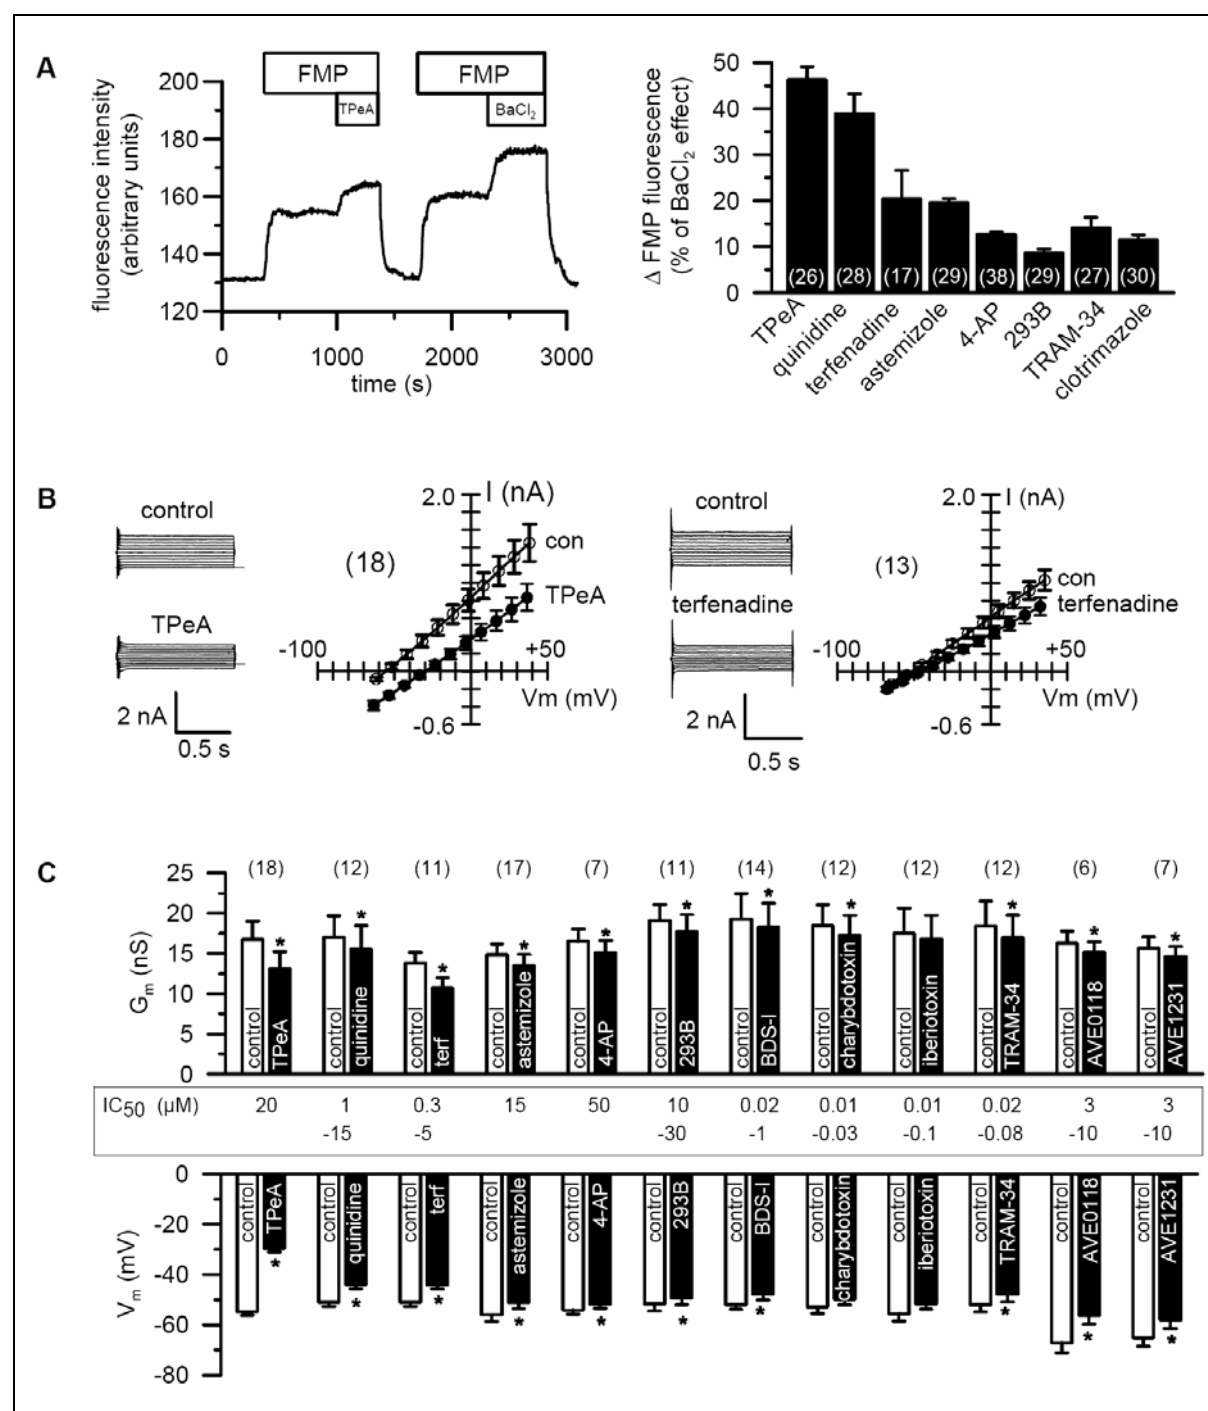 A
fluorescence intensity
(arbitrary units)
200
180
160
140
120
0 1000 2000 3000
time (s)
FMP
TPeA
FMP
BaCl2
Δ FMP fluorescence
(% of BaCl2 effect)
50
40
30
20
10
0
(26) (28) (17) (29) (38) (29) (27) (30)
TPeA
quinidine
terfenadine
astemizole
4-AP
293B
TRAM-34
clotrimazole
B
control
TPeA
2 nA
0.5 s
(18)
2.0 I (nA)
con
TPeA
-100 +50
Vm (mV)
-0.6
control
terfenadine
2 nA
0.5 s
(13)
2.0 I (nA)
con
terfenadine
-100 +50
Vm (mV)
-0.6
C
(18) (12) (11) (17) (7) (11) (14) (12) (12) (12) (6) (7)
Gm (nS)
25
20
15
10
5
0
* * * * * * * * * * *
control TPeA control quinidine control terf control astemizole control 4-AP control 293B control BDS-I control charybdotoxin control iberiotoxin control TRAM-34 control AVE0118 control AVE1231
IC50 (µM) 20 1 0.3 15 50 10 0.02 0.01 0.01 0.02 3 3
-15 -5 -30 -1 -0.03 -0.1 -0.08 -10 -10
Vm (mV)
0
-20
-40
-60
-80
control TPeA control quinidine control terf control astemizole control 4-AP control 293B control BDS-I control charybdotoxin control iberiotoxin control TRAM-34 control AVE0118 control AVE1231
* * * * * * * * * *